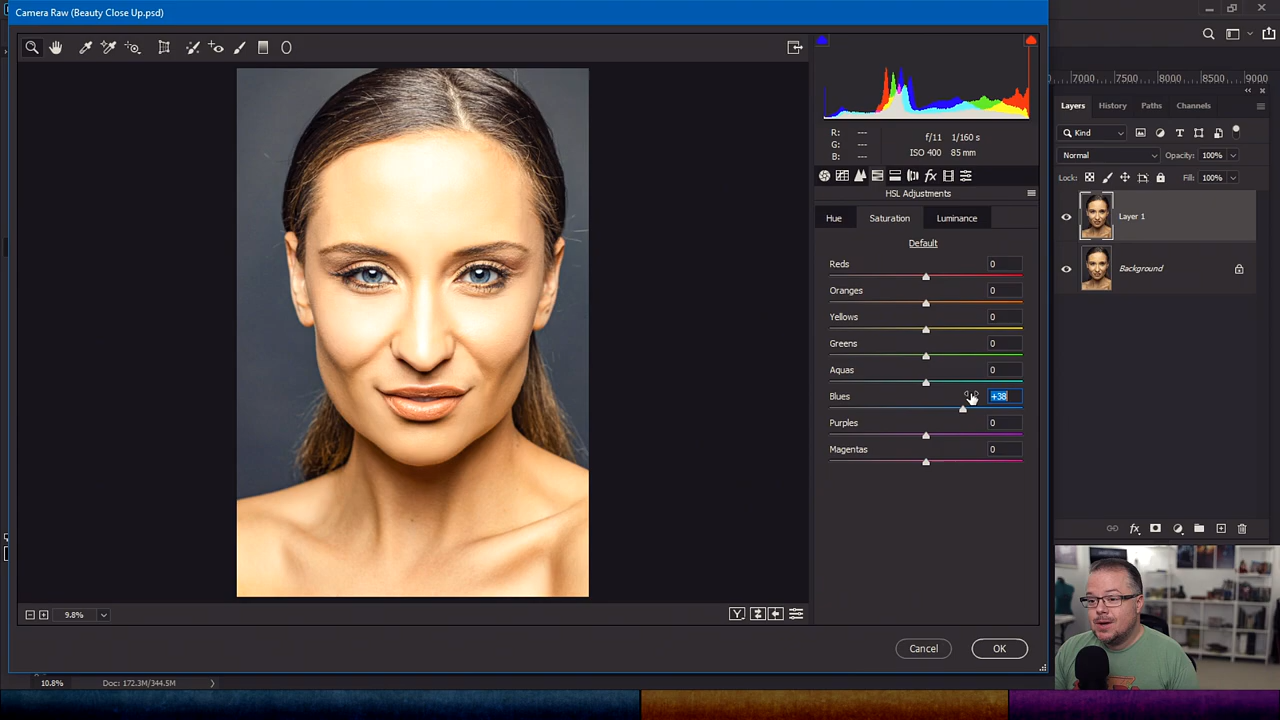 Camera Raw (Beauty Close Up.psd)
7000 7500 8000 8500 9000
Layers History Paths Channels
Kind
Normal Opacity: 100%
Lock: Fill: 100%
Layer 1
Background
R: ---
G: ---
B: ---
f/11 1/160 s
ISO 400 85 mm
fx
HSL Adjustments
Hue Saturation Luminance
Default
Reds 0
Oranges 0
Yellows 0
Greens 0
Aquas 0
Blues +38
Purples 0
Magentas 0
9.8%
Y
Cancel OK
fx
10.8% Doc: 172.3M/344.5M